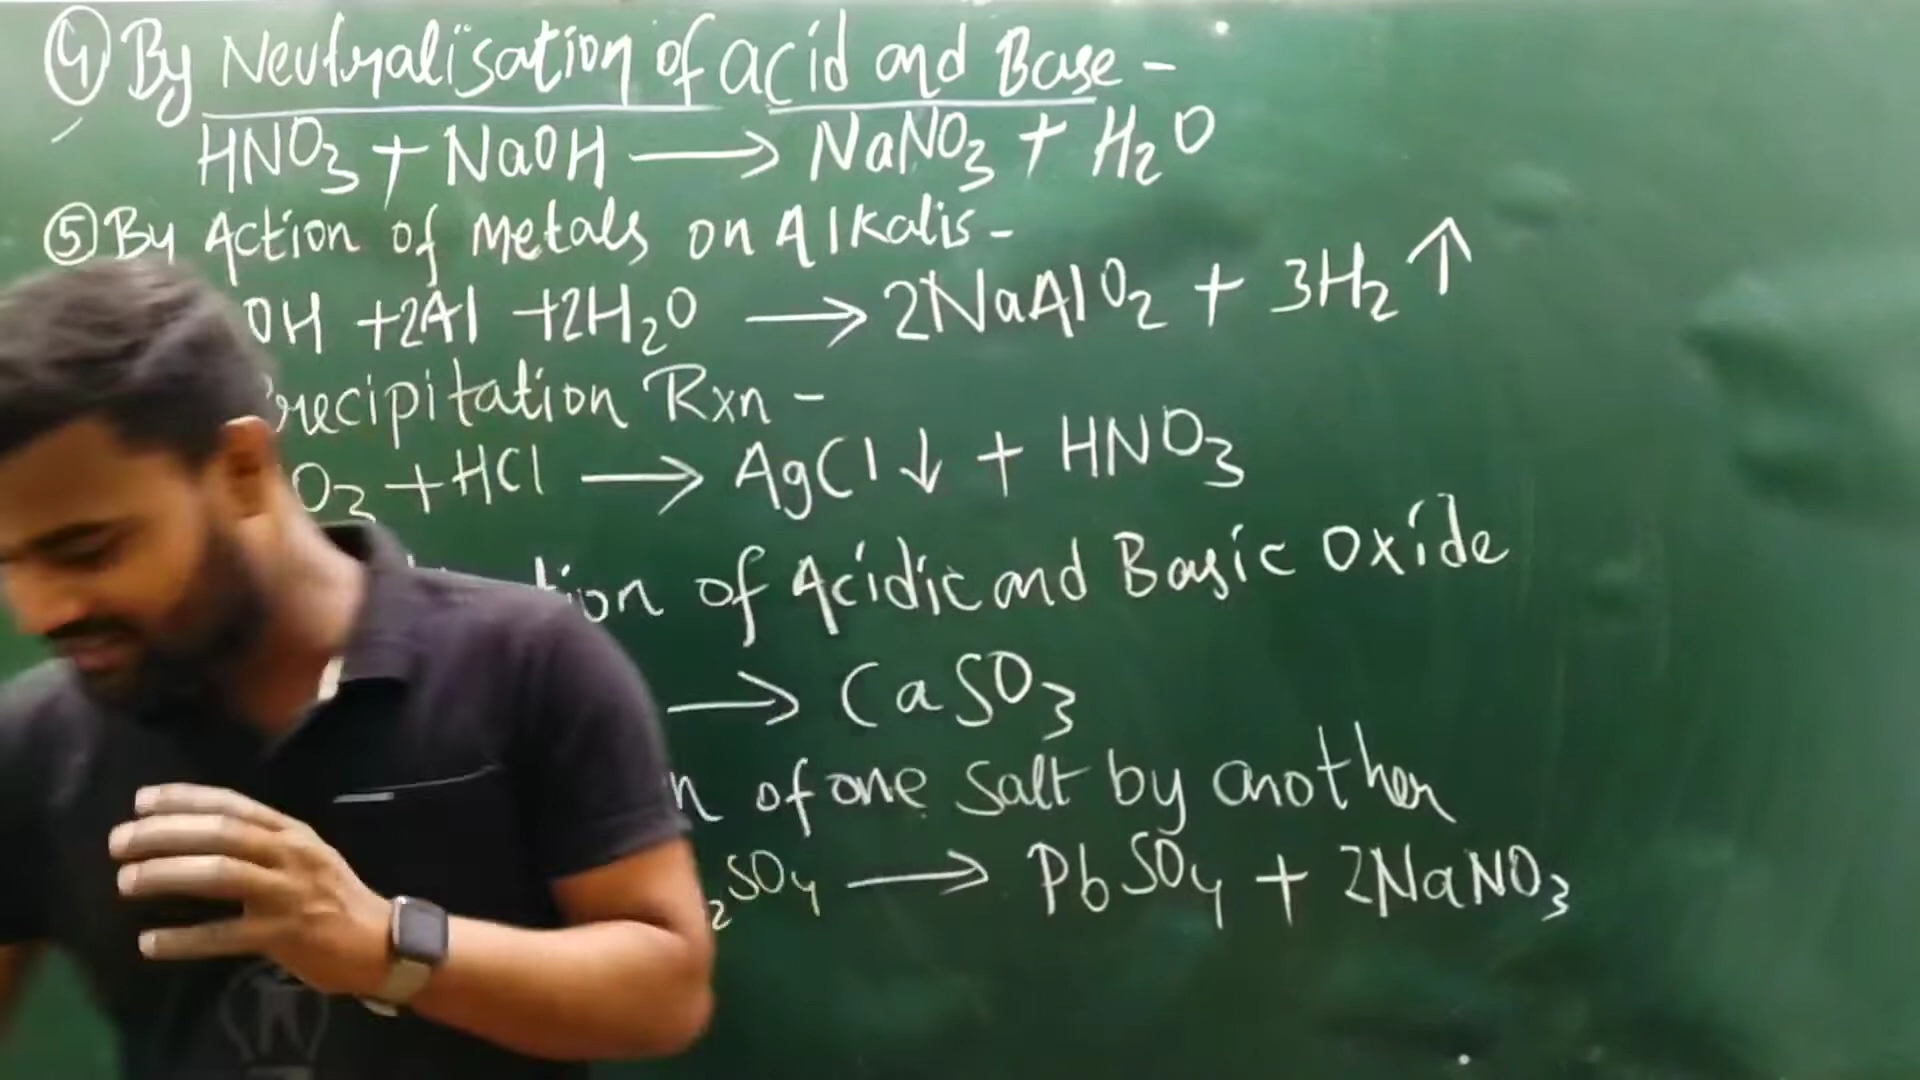 ④ By Neutralisation of acid and Base -
HNO₃ + NaOH ⟶ NaNO₃ + H₂O
⑤ By Action of Metals on Alkalis -
OH + 2Al + 2H₂O ⟶ 2NaAlO₂ + 3H₂ ↑
recipitation Rxn -
O₃ + HCl ⟶ AgCl ↓ + HNO₃
tion of Acidic and Basic Oxide
⟶ CaSO₃
n of one salt by another
₂SO₄ ⟶ PbSO₄ + 2NaNO₃